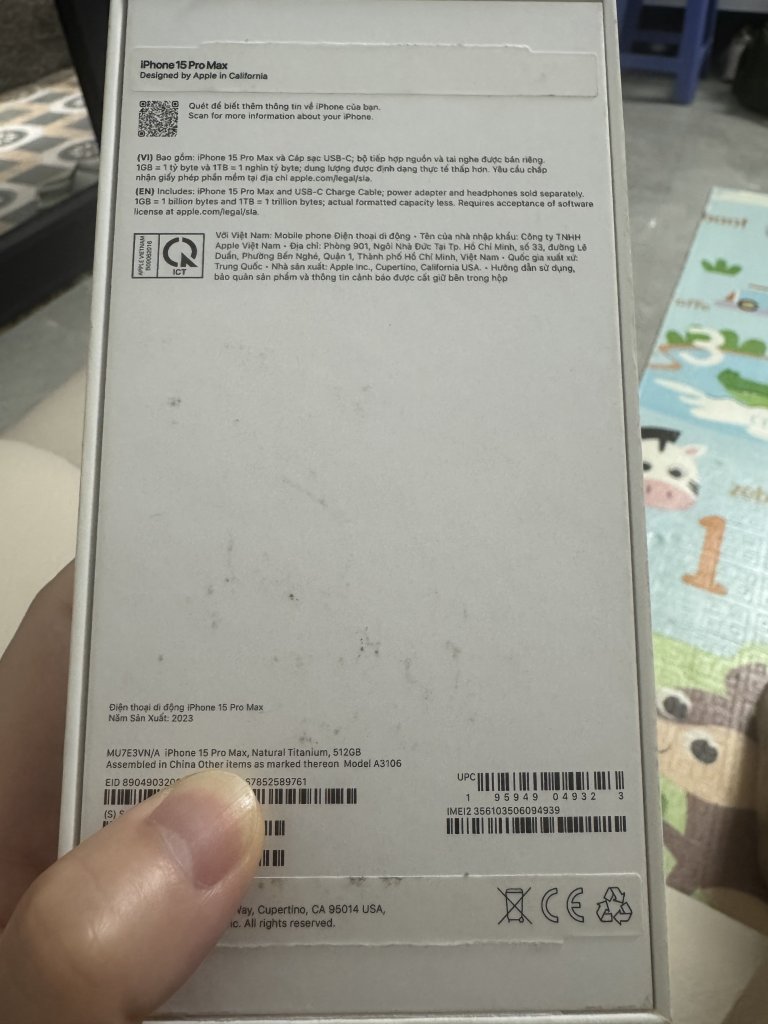 iPhone 15 Pro Max
Designed by Apple in California
Quét để biết thêm thông tin về iPhone của bạn.
Scan for more information about your iPhone.
(VI) Bao gồm: iPhone 15 Pro Max và Cáp sạc USB-C; bộ tiếp hợp nguồn và tai nghe được bán riêng.
1GB = 1 tỷ byte và 1TB = 1 nghìn tỷ byte; dung lượng được định dạng thực tế thấp hơn. Yêu cầu chấp
nhận giấy phép phần mềm tại địa chỉ apple.com/legal/sla.
(EN) Includes: iPhone 15 Pro Max and USB-C Charge Cable; power adapter and headphones sold separately.
1GB = 1 billion bytes and 1TB = 1 trillion bytes; actual formatted capacity less. Requires acceptance of software
license at apple.com/legal/sla.
APPLE VIETNAM
ICT
Với Việt Nam: Mobile phone Điện thoại di động • Tên của nhà nhập khẩu: Công ty TNHH
Apple Việt Nam • Địa chỉ: Phòng 901, Ngôi Nhà Đức Tại Tp. Hồ Chí Minh, số 33, đường Lê
Duẩn, Phường Bến Nghé, Quận 1, Thành phố Hồ Chí Minh, Việt Nam • Quốc gia xuất xứ:
Trung Quốc • Nhà sản xuất: Apple Inc., Cupertino, California USA. • Hướng dẫn sử dụng,
bảo quản sản phẩm và thông tin cảnh báo được cất giữ bên trong hộp
Điện thoại di động iPhone 15 Pro Max
Năm Sản Xuất: 2023
MU7E3VN/A iPhone 15 Pro Max, Natural Titanium, 512GB
Assembled in China Other items as marked thereon Model A3106
EID
UPC
1 95949 04932 3
(S)
IMEI2 356103506094939
Way, Cupertino, CA 95014 USA,
All rights reserved.
CE
3
1